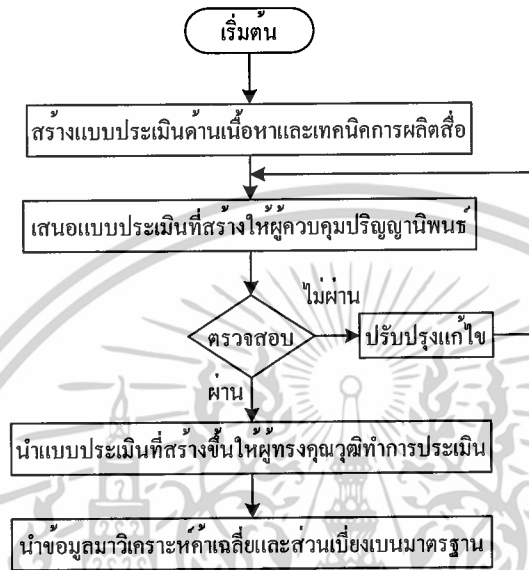 เริ่มต้น
สร้างแบบประเมินด้านเนื้อหาและเทคนิคการผลิตสื่อ
เสนอแบบประเมินที่สร้างให้ผู้ควบคุมปริญญานิพนธ์
ไม่ผ่าน
ตรวจสอบ
ปรับปรุงแก้ไข
ผ่าน
นำแบบประเมินที่สร้างขึ้นให้ผู้ทรงคุณวุฒิทำการประเมิน
นำข้อมูลมาวิเคราะห์ค่าเฉลี่ยและส่วนเบี่ยงเบนมาตรฐาน